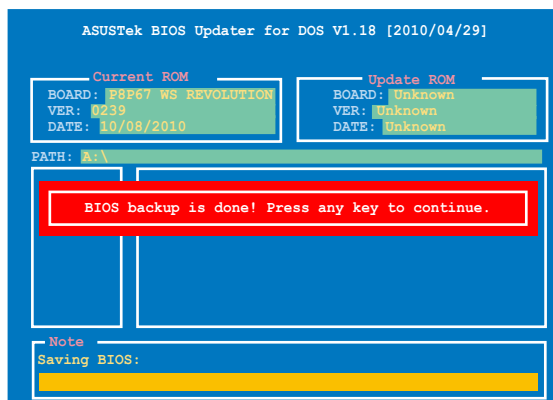 ASUSTek BIOS Updater for DOS V1.18 [2010/04/29]
Current ROM
BOARD: P8P67 WS REVOLUTION
VER: 0239
DATE: 10/08/2010
Update ROM
BOARD: Unknown
VER: Unknown
DATE: Unknown
PATH: A:\
BIOS backup is done! Press any key to continue.
Note
Saving BIOS: